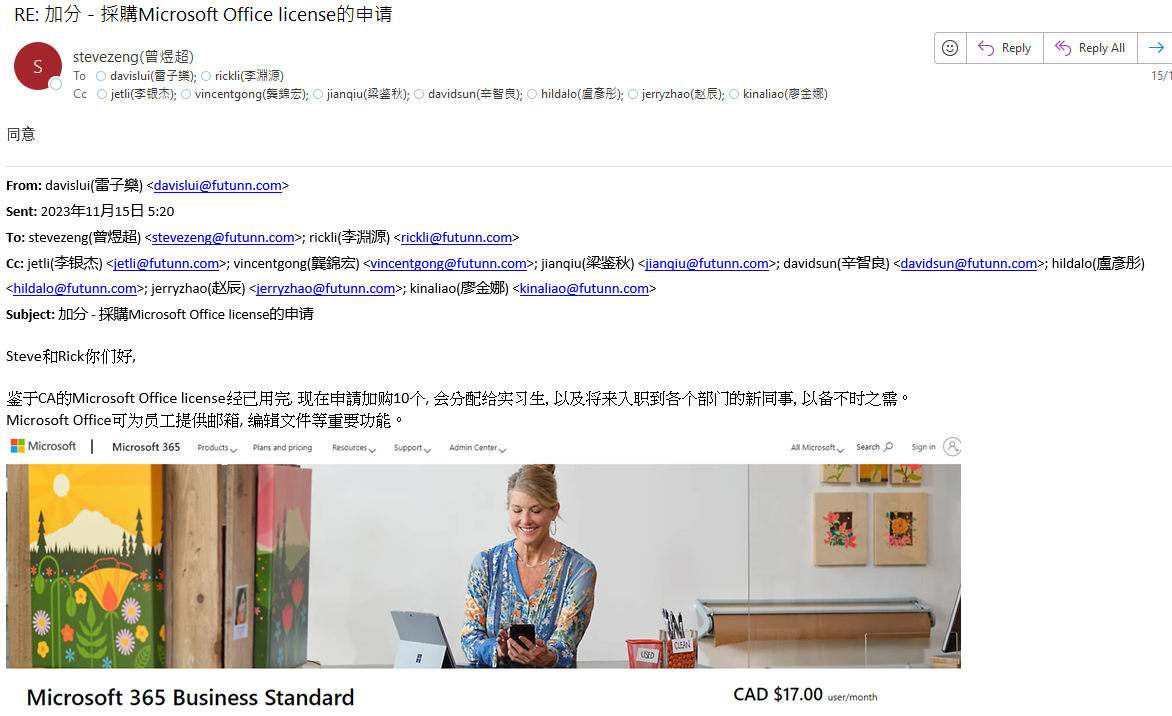 RE: 加分 - 採購Microsoft Office license的申请
S
stevezeng(曾煜超)
Reply
Reply All
To davislui(雷子樂); rickli(李淵源)
15/1
Cc jetli(李银杰); vincentgong(龔錦宏); jianqiu(梁鉴秋); davidsun(辛智良); hildalo(盧彥彤); jerryzhao(赵辰); kinaliao(廖金娜)
同意
From: davislui(雷子樂) <davislui@futunn.com>
Sent: 2023年11月15日 5:20
To: stevezeng(曾煜超) <stevezeng@futunn.com>; rickli(李淵源) <rickli@futunn.com>
Cc: jetli(李银杰) <jetli@futunn.com>; vincentgong(龔錦宏) <vincentgong@futunn.com>; jianqiu(梁鉴秋) <jianqiu@futunn.com>; davidsun(辛智良) <davidsun@futunn.com>; hildalo(盧彥彤)
<hildalo@futunn.com>; jerryzhao(赵辰) <jerryzhao@futunn.com>; kinaliao(廖金娜) <kinaliao@futunn.com>
Subject: 加分 - 採購Microsoft Office license的申请
Steve和Rick你们好,
鉴于CA的Microsoft Office license经已用完, 现在申請加购10个, 会分配给实习生, 以及将来入职到各个部门的新同事, 以备不时之需。
Microsoft Office可为员工提供邮箱, 编辑文件等重要功能。
Microsoft | Microsoft 365 Products Plans and pricing Resources Support Admin Center All Microsoft Search Sign in
USED
CLEAN
Microsoft 365 Business Standard
CAD $17.00 user/month